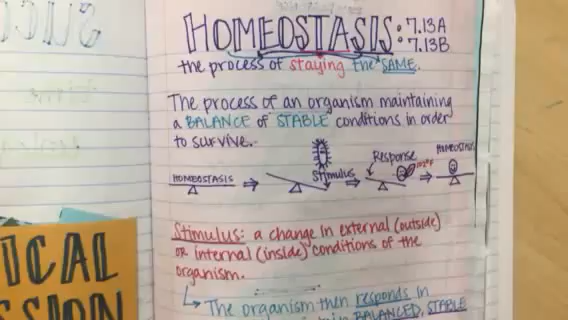 HOMEOSTASIS: 7.13A
7.13B
the process of staying the SAME.
The process of an organism maintaining
a BALANCE of STABLE conditions in order
to survive.
HOMEOSTASIS
Stimulus
Response
102°F
HOMEOSTASIS
Stimulus: a change in external (outside)
or internal (inside) conditions of the
organism.
The organism then responds in
BALANCED, STABLE
ICAL
SSION